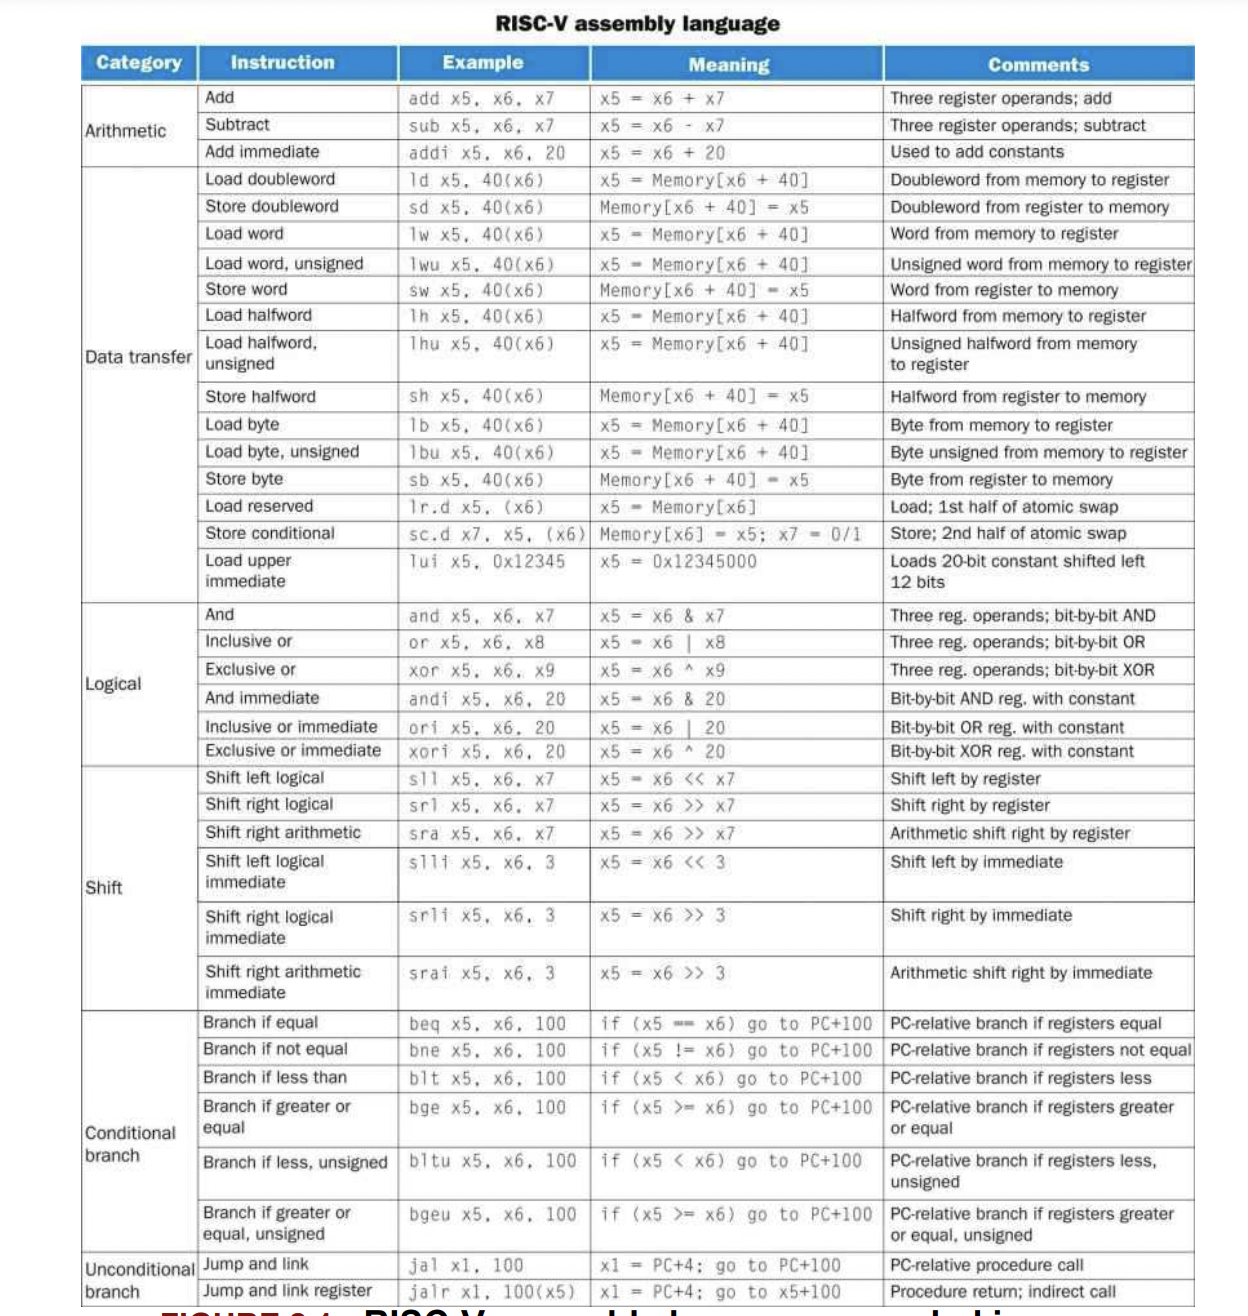 RISC-V assembly language
Category Instruction Example Meaning Comments
Arithmetic
Add add x5, x6, x7 x5 = x6 + x7 Three register operands; add
Subtract sub x5, x6, x7 x5 = x6 - x7 Three register operands; subtract
Add immediate addi x5, x6, 20 x5 = x6 + 20 Used to add constants
Data transfer
Load doubleword ld x5, 40(x6) x5 = Memory[x6 + 40] Doubleword from memory to register
Store doubleword sd x5, 40(x6) Memory[x6 + 40] = x5 Doubleword from register to memory
Load word lw x5, 40(x6) x5 = Memory[x6 + 40] Word from memory to register
Load word, unsigned lwu x5, 40(x6) x5 = Memory[x6 + 40] Unsigned word from memory to register
Store word sw x5, 40(x6) Memory[x6 + 40] = x5 Word from register to memory
Load halfword lh x5, 40(x6) x5 = Memory[x6 + 40] Halfword from memory to register
Load halfword, lhu x5, 40(x6) x5 = Memory[x6 + 40] Unsigned halfword from memory
unsigned to register
Store halfword sh x5, 40(x6) Memory[x6 + 40] = x5 Halfword from register to memory
Load byte lb x5, 40(x6) x5 = Memory[x6 + 40] Byte from memory to register
Load byte, unsigned lbu x5, 40(x6) x5 = Memory[x6 + 40] Byte unsigned from memory to register
Store byte sb x5, 40(x6) Memory[x6 + 40] = x5 Byte from register to memory
Load reserved lr.d x5, (x6) x5 = Memory[x6] Load; 1st half of atomic swap
Store conditional sc.d x7, x5, (x6) Memory[x6] = x5; x7 = 0/1 Store; 2nd half of atomic swap
Load upper lui x5, 0x12345 x5 = 0x12345000 Loads 20-bit constant shifted left
immediate 12 bits
Logical
And and x5, x6, x7 x5 = x6 & x7 Three reg. operands; bit-by-bit AND
Inclusive or or x5, x6, x8 x5 = x6 | x8 Three reg. operands; bit-by-bit OR
Exclusive or xor x5, x6, x9 x5 = x6 ^ x9 Three reg. operands; bit-by-bit XOR
And immediate andi x5, x6, 20 x5 = x6 & 20 Bit-by-bit AND reg. with constant
Inclusive or immediate ori x5, x6, 20 x5 = x6 | 20 Bit-by-bit OR reg. with constant
Exclusive or immediate xori x5, x6, 20 x5 = x6 ^ 20 Bit-by-bit XOR reg. with constant
Shift
Shift left logical sll x5, x6, x7 x5 = x6 << x7 Shift left by register
Shift right logical srl x5, x6, x7 x5 = x6 >> x7 Shift right by register
Shift right arithmetic sra x5, x6, x7 x5 = x6 >> x7 Arithmetic shift right by register
Shift left logical slli x5, x6, 3 x5 = x6 << 3 Shift left by immediate
immediate
Shift right logical srli x5, x6, 3 x5 = x6 >> 3 Shift right by immediate
immediate
Shift right arithmetic srai x5, x6, 3 x5 = x6 >> 3 Arithmetic shift right by immediate
immediate
Conditional
branch
Branch if equal beq x5, x6, 100 if (x5 == x6) go to PC+100 PC-relative branch if registers equal
Branch if not equal bne x5, x6, 100 if (x5 != x6) go to PC+100 PC-relative branch if registers not equal
Branch if less than blt x5, x6, 100 if (x5 < x6) go to PC+100 PC-relative branch if registers less
Branch if greater or bge x5, x6, 100 if (x5 >= x6) go to PC+100 PC-relative branch if registers greater
equal or equal
Branch if less, unsigned bltu x5, x6, 100 if (x5 < x6) go to PC+100 PC-relative branch if registers less,
unsigned
Branch if greater or bgeu x5, x6, 100 if (x5 >= x6) go to PC+100 PC-relative branch if registers greater
equal, unsigned or equal, unsigned
Unconditional
branch
Jump and link jal x1, 100 x1 = PC+4; go to PC+100 PC-relative procedure call
Jump and link register jalr x1, 100(x5) x1 = PC+4; go to x5+100 Procedure return; indirect call